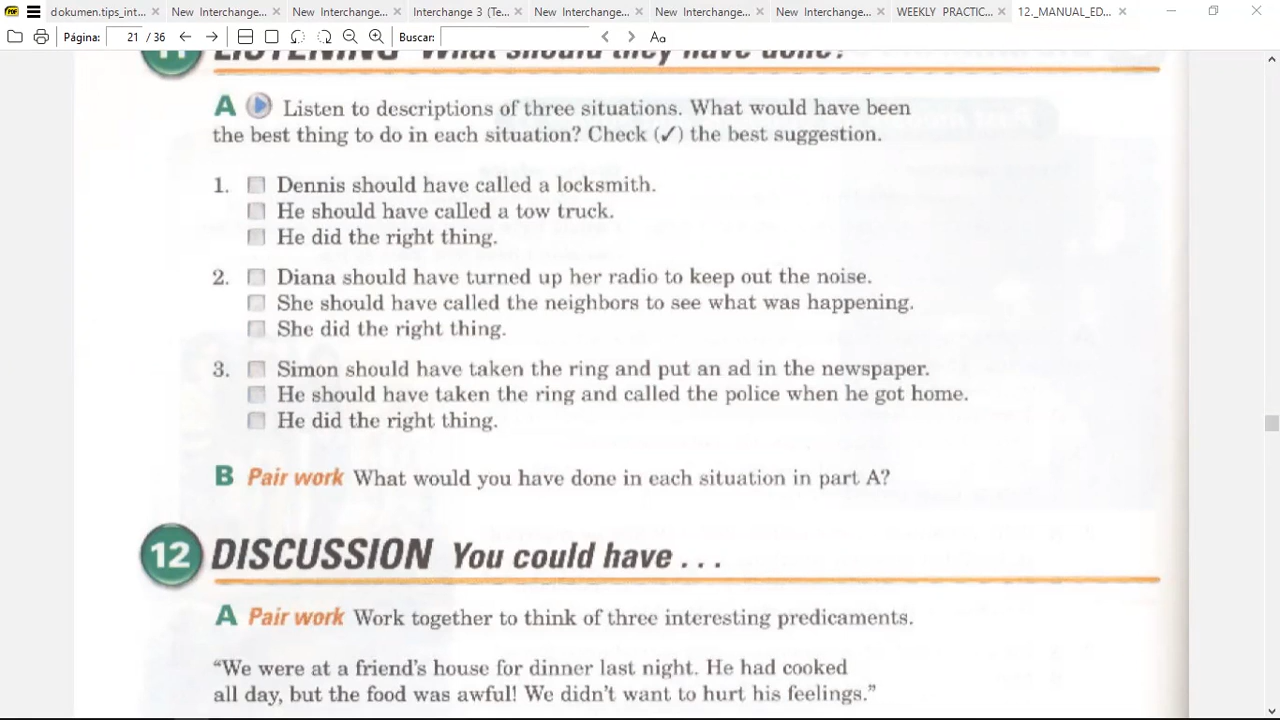 dokumen.tips_int... New Interchange... New Interchange... Interchange 3 (Te... New Interchange... New Interchange... New Interchange... WEEKLY PRACTIC... 12._MANUAL_ED...
Página: 21 / 36 Buscar: Aa
11 LISTENING What should they have done?
A Listen to descriptions of three situations. What would have been
the best thing to do in each situation? Check (✓) the best suggestion.
1. Dennis should have called a locksmith.
He should have called a tow truck.
He did the right thing.
2. Diana should have turned up her radio to keep out the noise.
She should have called the neighbors to see what was happening.
She did the right thing.
3. Simon should have taken the ring and put an ad in the newspaper.
He should have taken the ring and called the police when he got home.
He did the right thing.
B Pair work What would you have done in each situation in part A?
12 DISCUSSION You could have . . .
A Pair work Work together to think of three interesting predicaments.
“We were at a friend’s house for dinner last night. He had cooked
all day, but the food was awful! We didn’t want to hurt his feelings.”